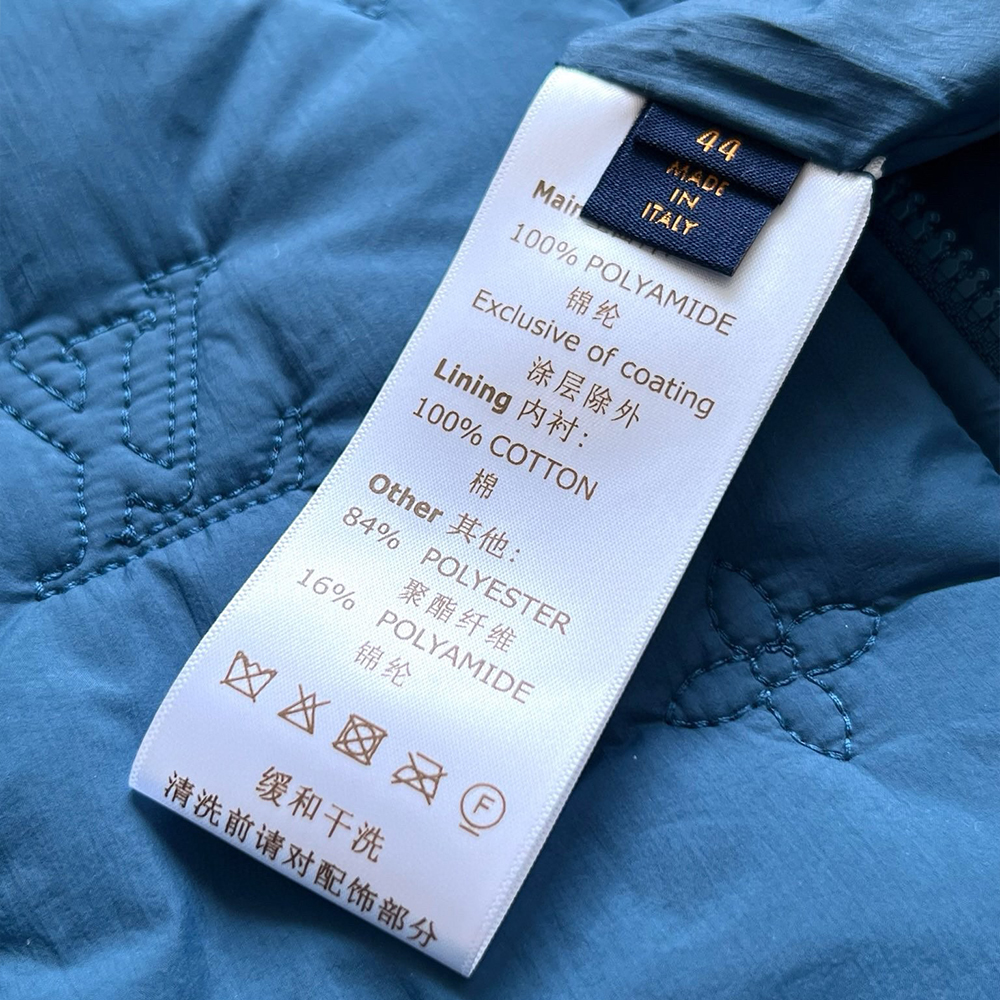 44
MADE
IN
ITALY
Main
100% POLYAMIDE
锦纶
Exclusive of coating
涂层除外
Lining 内衬:
100% COTTON
棉
Other 其他:
84% POLYESTER
聚酯纤维
16% POLYAMIDE
锦纶
F
缓和干洗
清洗前请对配饰部分